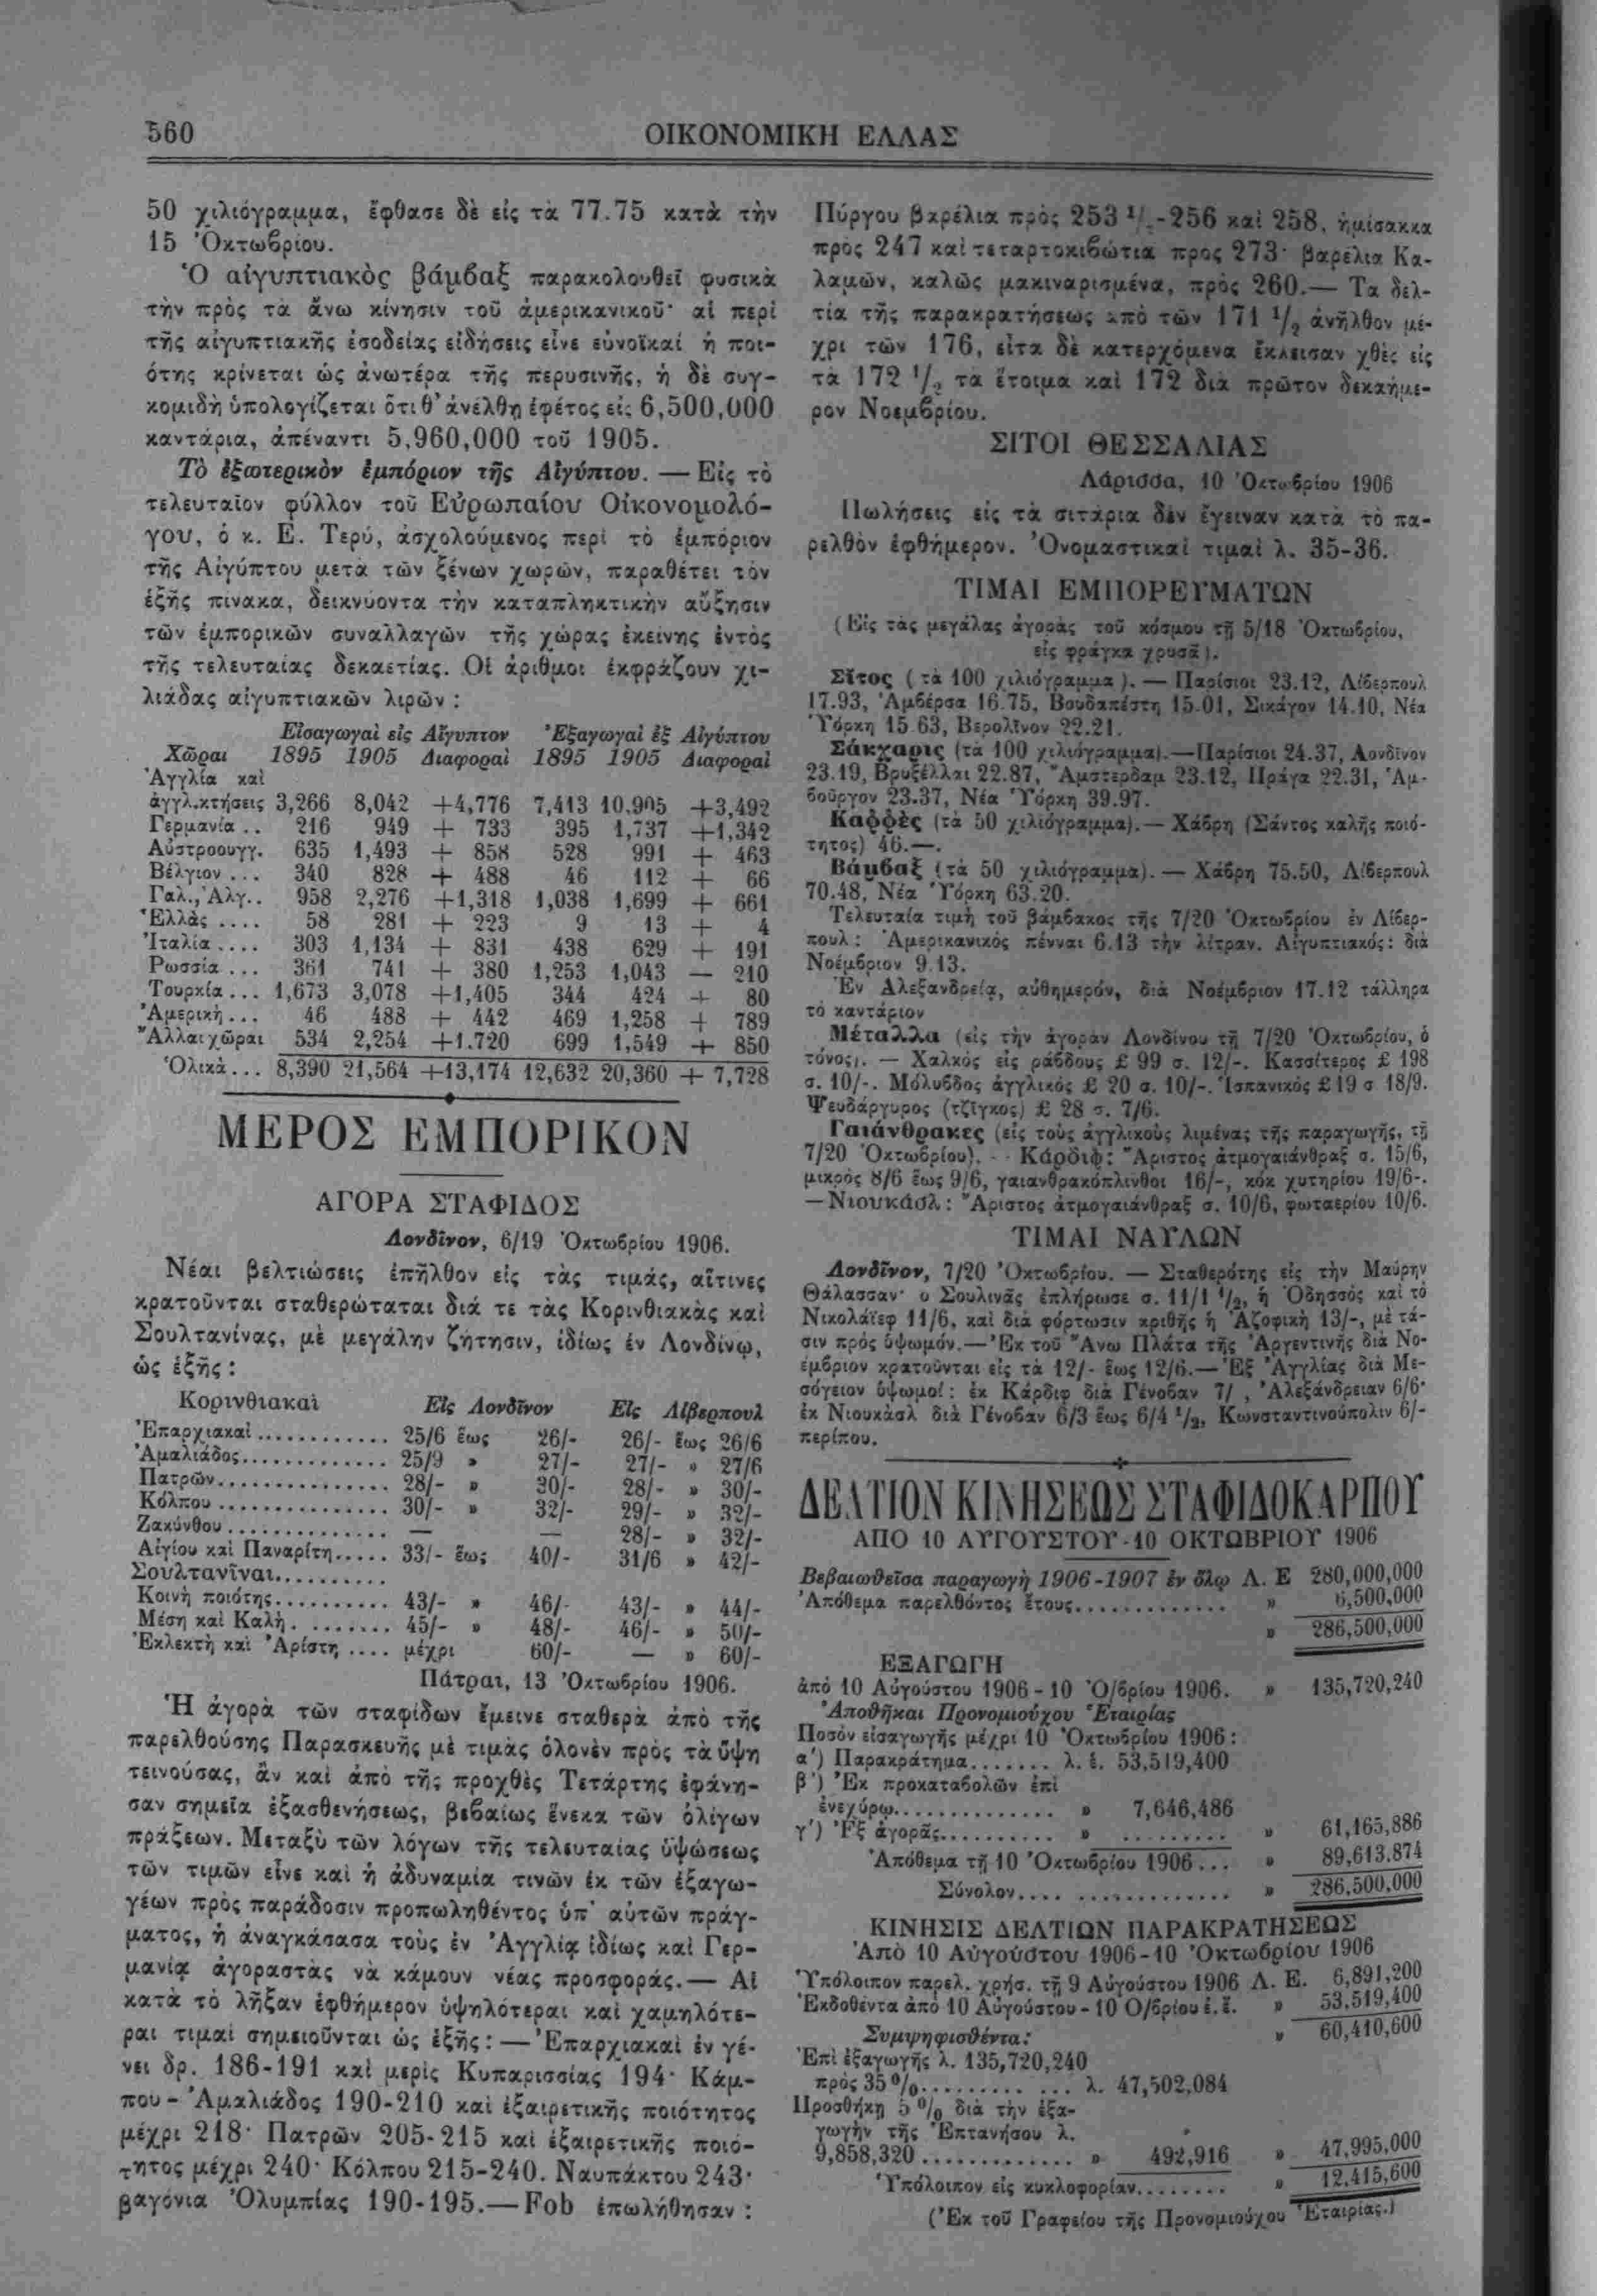 560
ΟΙΚΟΝΟΜΙΚΗ ΕΛΛΑΣ
50 χιλιόγραμμα, ἔφθασε δὲ εἰς τὰ 77.75 κατὰ τὴν
15 Ὀκτωβρίου.
Ὁ αἰγυπτιακὸς βάμβαξ παρακολουθεῖ φυσικὰ
τὴν πρὸς τὰ ἄνω κίνησιν τοῦ ἀμερικανικοῦ· αἱ περὶ
τῆς αἰγυπτιακῆς ἐσοδείας εἰδήσεις εἶνε εὐνοϊκαί ἡ ποι-
ότης κρίνεται ὡς ἀνωτέρα τῆς περυσινῆς, ἡ δὲ συγ-
κομιδὴ ὑπολογίζεται ὅτι θ’ ἀνέλθῃ ἐφέτος εἰς 6,500,000
καντάρια, ἀπέναντι 5,960,000 τοῦ 1905.
Τὸ ἐξωτερικὸν ἐμπόριον τῆς Αἰγύπτου. — Εἰς τὸ
τελευταῖον φύλλον τοῦ Εὐρωπαίου Οἰκονομολό-
γου, ὁ κ. Ε. Τερύ, ἀσχολούμενος περὶ τὸ ἐμπόριον
τῆς Αἰγύπτου μετὰ τῶν ξένων χωρῶν, παραθέτει τὸν
ἑξῆς πίνακα, δεικνύοντα τὴν καταπληκτικὴν αὔξησιν
τῶν ἐμπορικῶν συναλλαγῶν τῆς χώρας ἐκείνης ἐντὸς
τῆς τελευταίας δεκαετίας. Οἱ ἀριθμοι ἐκφράζουν χι-
λιάδας αἰγυπτιακῶν λιρῶν :
Εἰσαγωγαὶ εἰς Αἴγυπτον Ἐξαγωγαὶ ἐξ Αἰγύπτου
Χῶραι 1895 1905 Διαφοραὶ 1895 1905 Διαφοραὶ
Ἀγγλία καὶ
ἀγγλ.κτήσεις 3,266 8,042 +4,776 7,413 10,905 +3,492
Γερμανία .. 216 949 + 733 395 1,737 +1,342
Αὐστροουγγ. 635 1,493 + 858 528 991 + 463
Βέλγιον ... 340 828 + 488 46 112 + 66
Γαλ., Ἀλγ.. 958 2,276 +1,318 1,038 1,699 + 661
Ἑλλὰς .... 58 281 + 223 9 13 + 4
Ἰταλία .... 303 1,134 + 831 438 629 + 191
Ρωσσία ... 361 741 + 380 1,253 1,043 — 210
Τουρκία ... 1,673 3,078 +1,405 344 424 + 80
Ἀμερικὴ ... 46 488 + 442 469 1,258 + 789
Ἄλλαι χῶραι 534 2,254 +1.720 699 1,549 + 850
Ὁλικὰ ... 8,390 21,564 +13,174 12,632 20,360 + 7,728
ΜΕΡΟΣ ΕΜΠΟΡΙΚΟΝ
ΑΓΟΡΑ ΣΤΑΦΙΔΟΣ
Λονδῖνον, 6/19 Ὀκτωβρίου 1906.
Νέαι βελτιώσεις ἐπῆλθον εἰς τὰς τιμάς, αἵτινες
κρατοῦνται σταθερώταται διά τε τὰς Κορινθιακὰς καὶ
Σουλτανίνας, μὲ μεγάλην ζήτησιν, ἰδίως ἐν Λονδίνῳ,
ὡς ἑξῆς :
Κορινθιακαὶ Εἰς Λονδῖνον Εἰς Λίβερπουλ
Ἐπαρχιακαὶ ............ 25/6 ἕως 26/- 26/- ἕως 26/6
Ἀμαλιάδος ............. 25/9 » 27/- 27/- » 27/6
Πατρῶν ................ 28/- » 30/- 28/- » 30/-
Κόλπου ................ 30/- » 32/- 29/- » 32/-
Ζακύνθου .............. — — 28/- » 32/-
Αἰγίου καὶ Παναρίτη ..... 33/- ἕως 40/- 31/6 » 42/-
Σουλτανῖναι ..........
Κοινὴ ποιότης .......... 43/- » 46/- 43/- » 44/-
Μέση καὶ Καλὴ ......... 45/- » 48/- 46/- » 50/-
Ἐκλεκτὴ καὶ Ἀρίστη .... μέχρι 60/- — » 60/-
Πάτραι, 13 Ὀκτωβρίου 1906.
Ἡ ἀγορὰ τῶν σταφίδων ἔμεινε σταθερὰ ἀπὸ τῆς
παρελθούσης Παρασκευῆς μὲ τιμὰς ὁλονὲν πρὸς τὰ ὕψη
τεινούσας, ἂν καὶ ἀπὸ τῆς προχθὲς Τετάρτης ἐφάνη-
σαν σημεῖα ἐξασθενήσεως, βεβαίως ἕνεκα τῶν ὀλίγων
πράξεων. Μεταξὺ τῶν λόγων τῆς τελευταίας ὑψώσεως
τῶν τιμῶν εἶνε καὶ ἡ ἀδυναμία τινῶν ἐκ τῶν ἐξαγω-
γέων πρὸς παράδοσιν προπωληθέντος ὑπ’ αὐτῶν πράγ-
ματος, ἡ ἀναγκάσασα τοὺς ἐν Ἀγγλίᾳ ἰδίως καὶ Γερ-
μανίᾳ ἀγοραστὰς νὰ κάμουν νέας προσφοράς.— Αἱ
κατὰ τὸ λῆξαν ἑφθήμερον ὑψηλότεραι καὶ χαμηλότε-
ραι τιμαὶ σημειοῦνται ὡς ἑξῆς : — Ἐπαρχιακαὶ ἐν γέ-
νει δρ. 186-191 καὶ μερὶς Κυπαρισσίας 194· Κάμ-
που - Ἀμαλιάδος 190-210 καὶ ἐξαιρετικῆς ποιότητος
μέχρι 218· Πατρῶν 205-215 καὶ ἐξαιρετικῆς ποιό-
τητος μέχρι 240· Κόλπου 215-240. Ναυπάκτου 243·
βαγόνια Ὀλυμπίας 190-195.— Fob ἐπωλήθησαν :
Πύργου βαρέλια πρὸς 253 1/2-256 καὶ 258, ἡμίσακκα
πρὸς 247 καὶ τεταρτοκιβώτια πρὸς 273· βαρέλια Κα-
λαμῶν, καλῶς μακιναρισμένα, πρὸς 260.— Τὰ δελ-
τία τῆς παρακρατήσεως ἀπὸ τῶν 171 1/2 ἀνῆλθον μέ-
χρι τῶν 176, εἶτα δὲ κατερχόμενα ἔκλεισαν χθὲς εἰς
τὰ 172 1/2 τὰ ἕτοιμα καὶ 172 διὰ πρῶτον δεκαήμε-
ρον Νοεμβρίου.
ΣΙΤΟΙ ΘΕΣΣΑΛΙΑΣ
Λάρισσα, 10 Ὀκτωβρίου 1906
Πωλήσεις εἰς τὰ σιτάρια δὲν ἔγειναν κατὰ τὸ πα-
ρελθὸν ἑφθήμερον. Ὀνομαστικαὶ τιμαὶ λ. 35-36.
ΤΙΜΑΙ ΕΜΠΟΡΕΥΜΑΤΩΝ
(Εἰς τὰς μεγάλας ἀγορὰς τοῦ κόσμου τῇ 5/18 Ὀκτωβρίου,
εἰς φράγκα χρυσᾶ).
Σῖτος (τὰ 100 χιλιόγραμμα). — Παρίσιοι 23.12, Λίβερπουλ
17.93, Ἀμβέρσα 16.75, Βουδαπέστη 15.01, Σικάγον 14.10, Νέα
Ὑόρκη 15.63, Βερολῖνον 22.21.
Σάκχαρις (τὰ 100 χιλιόγραμμα).—Παρίσιοι 24.37, Λονδῖνον
23.19, Βρυξέλλαι 22.87, Ἄμστερδαμ 23.12, Πράγα 22.31, Ἀμ-
βοῦργον 23.37, Νέα Ὑόρκη 39.97.
Καφφὲς (τὰ 50 χιλιόγραμμα).— Χάβρη (Σάντος καλῆς ποιό-
τητος) 46.—.
Βάμβαξ (τὰ 50 χιλιόγραμμα).— Χάβρη 75.50, Λίβερπουλ
70.48, Νέα Ὑόρκη 63.20.
Τελευταία τιμὴ τοῦ βάμβακος τῆς 7/20 Ὀκτωβρίου ἐν Λίβερ-
πουλ : Ἀμερικανικὸς πένναι 6.13 τὴν λίτραν. Αἰγυπτιακός: διὰ
Νοέμβριον 9.13.
Ἐν Ἀλεξανδρείᾳ, αὐθημερόν, διὰ Νοέμβριον 17.12 τάλληρα
τὸ καντάριον
Μέταλλα (εἰς τὴν ἀγορὰν Λονδίνου τῇ 7/20 Ὀκτωβρίου, ὁ
τόνος). — Χαλκὸς εἰς ράβδους £ 99 σ. 12/-. Κασσίτερος £ 198
σ. 10/-. Μόλυβδος ἀγγλικὸς £ 20 σ. 10/-. Ἱσπανικὸς £ 19 σ 18/9.
Ψευδάργυρος (τζῖγκος) £ 28 σ. 7/6.
Γαιάνθρακες (εἰς τοὺς ἀγγλικοὺς λιμένας τῆς παραγωγῆς, τῇ
7/20 Ὀκτωβρίου). - Κάρδιφ: Ἄριστος ἀτμογαιάνθραξ σ. 15/6,
μικρὸς 8/6 ἕως 9/6, γαιανθρακόπλινθοι 16/-, κὸκ χυτηρίου 19/6-.
—Νιουκάσλ: Ἄριστος ἀτμογαιάνθραξ σ. 10/6, φωταερίου 10/6.
ΤΙΜΑΙ ΝΑΥΛΩΝ
Λονδῖνον, 7/20 Ὀκτωβρίου. — Σταθερότης εἰς τὴν Μαύρην
Θάλασσαν· ὁ Σουλινᾶς ἐπλήρωσε σ. 11/1 1/2, ἡ Ὀδησσὸς καὶ τὸ
Νικολάϊεφ 11/6, καὶ διὰ φόρτωσιν κριθῆς ἡ Ἀζοφικὴ 13/-, μὲ τά-
σιν πρὸς ὕψωμόν.—Ἐκ τοῦ Ἄνω Πλάτα τῆς Ἀργεντινῆς διὰ Νο-
έμβριον κρατοῦνται εἰς τὰ 12/- ἕως 12/6.—Ἐξ Ἀγγλίας διὰ Με-
σόγειον ὑψωμοί : ἐκ Κάρδιφ διὰ Γένοβαν 7/ , Ἀλεξάνδρειαν 6/6·
ἐκ Νιουκὰσλ διὰ Γένοβαν 6/3 ἕως 6/4 1/2, Κωνσταντινούπολιν 6/-
περίπου.
ΔΕΛΤΙΟΝ ΚΙΝΗΣΕΩΣ ΣΤΑΦΙΔΟΚΑΡΠΟΥ
ΑΠΟ 10 ΑΥΓΟΥΣΤΟΥ-10 ΟΚΤΩΒΡΙΟΥ 1906
Βεβαιωθεῖσα παραγωγὴ 1906-1907 ἐν ὅλῳ Λ. Ε 280,000,000
Ἀπόθεμα παρελθόντος ἔτους .............. » 6,500,000
» 286,500,000
ΕΞΑΓΩΓΗ
ἀπὸ 10 Αὐγούστου 1906 - 10 Ὀ/βρίου 1906. » 135,720,240
Ἀποθῆκαι Προνομιούχου Ἑταιρίας
Ποσὸν εἰσαγωγῆς μέχρι 10 Ὀκτωβρίου 1906 :
α') Παρακράτημα ....... λ. ἑ. 53,519,400
β') Ἐκ προκαταβολῶν ἐπὶ
ἐνεχύρῳ .............. » 7,646,486
γ') Ἐξ ἀγορᾶς .......... » ......... » 61,165,886
Ἀπόθεμα τῇ 10 Ὀκτωβρίου 1906 ... » 89,613,874
Σύνολον .... ............. » 286,500,000
ΚΙΝΗΣΙΣ ΔΕΛΤΙΩΝ ΠΑΡΑΚΡΑΤΗΣΕΩΣ
Ἀπὸ 10 Αὐγούστου 1906-10 Ὀκτωβρίου 1906
Ὑπόλοιπον παρελ. χρήσ. τῇ 9 Αὐγούστου 1906 Λ. Ε. 6,891,200
Ἐκδοθέντα ἀπὸ 10 Αὐγούστου - 10 Ο/βρίου ἐ. ἔ. » 53,519,400
Συμψηφισθέντα: » 60,410,600
Ἐπὶ ἐξαγωγῆς λ. 135,720,240
πρὸς 35 0/0 ......... ... λ. 47,502,084
Προσθήκη 5 0/0 διὰ τὴν ἐξα-
γωγὴν τῆς Ἑπτανήσου λ.
9,858,320 ............. » 492,916 » 47,995,000
Ὑπόλοιπον εἰς κυκλοφορίαν ........ » 12,415,600
(Ἐκ τοῦ Γραφείου τῆς Προνομιούχου Ἑταιρίας.)